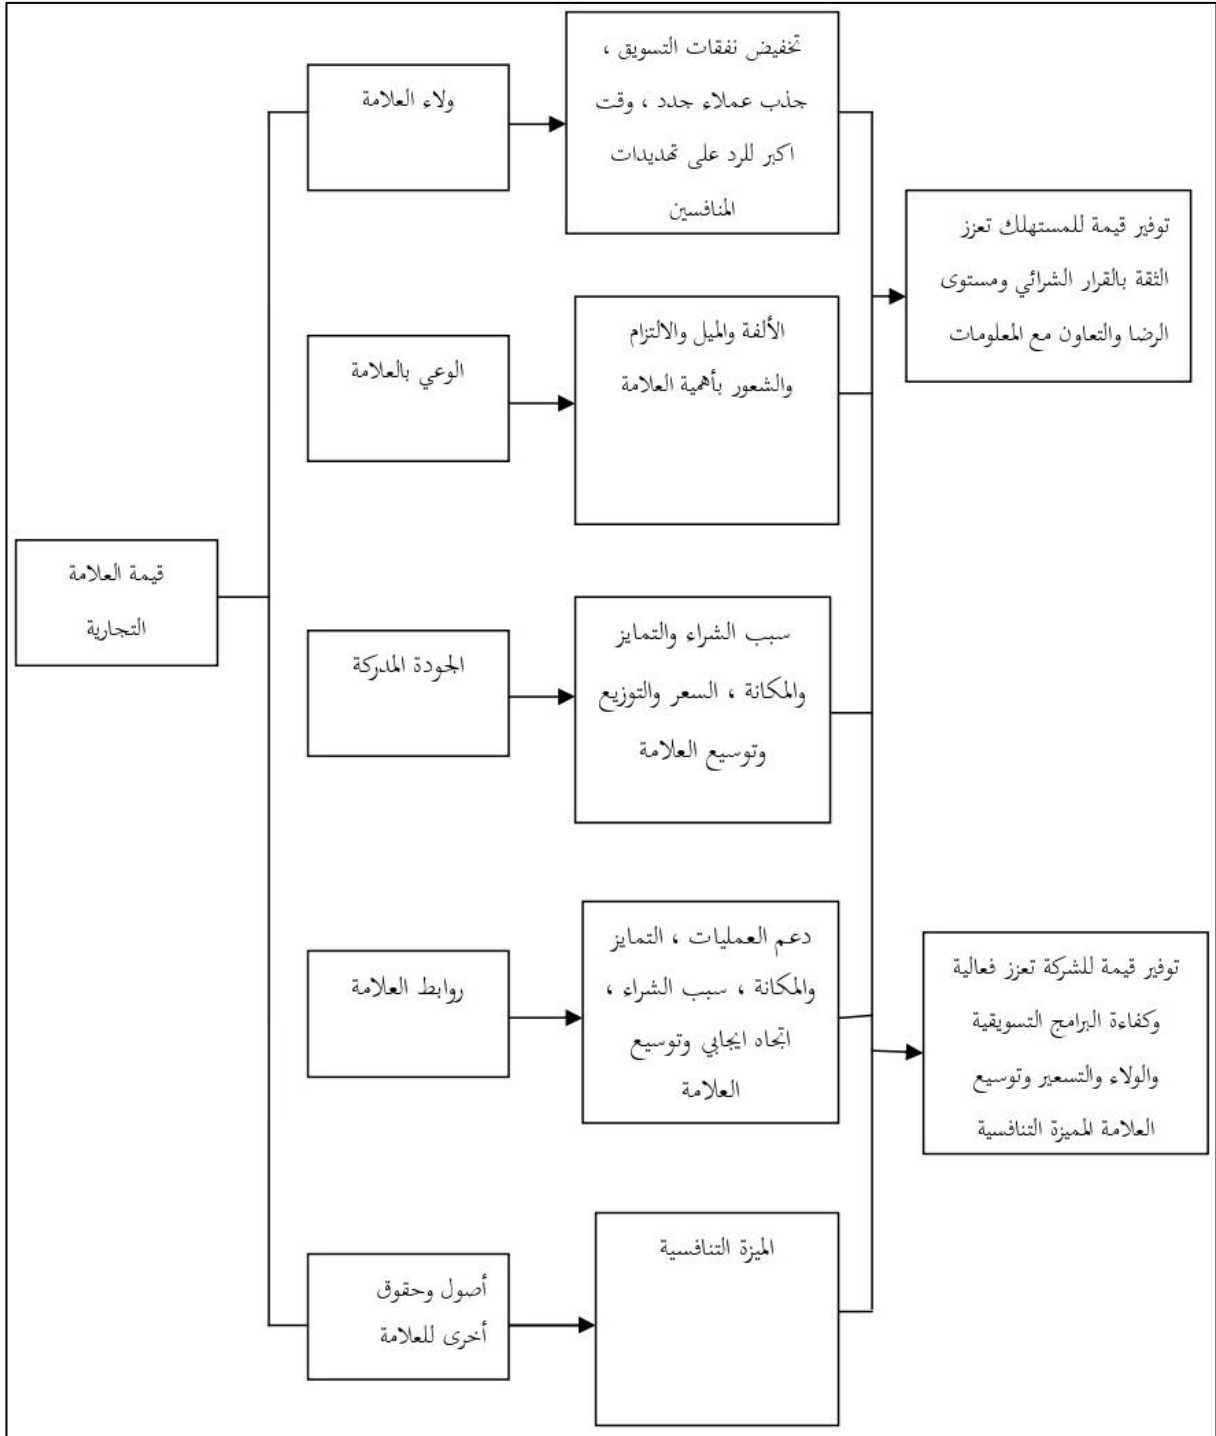 قيمة العلامة
التجارية
ولاء العلامة
تخفيض نفقات التسويق ،
جذب عملاء جدد ، وقت
اكبر للرد على تهديدات
المنافسين
الوعي بالعلامة
الألفة والميل والالتزام
والشعور بأهمية العلامة
الجودة المدركة
سبب الشراء والتمايز
والمكانة ، السعر والتوزيع
وتوسيع العلامة
روابط العلامة
دعم العمليات ، التمايز
والمكانة ، سبب الشراء ،
اتجاه ايجابي وتوسيع
العلامة
أصول وحقوق
أخرى للعلامة
الميزة التنافسية
توفير قيمة للمستهلك تعزز
الثقة بالقرار الشرائي ومستوى
الرضا والتعاون مع المعلومات
توفير قيمة للشركة تعزز فعالية
وكفاءة البرامج التسويقية
والولاء والتسعير وتوسيع
العلامة المميزة التنافسية